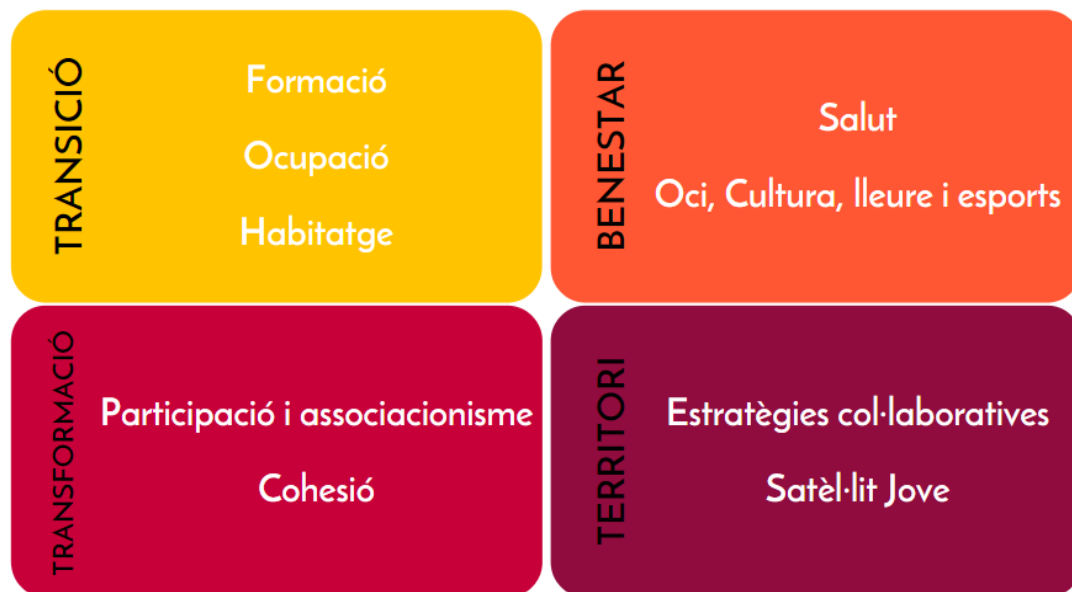 TRANSICIÓ
Formació
Ocupació
Habitatge
BENESTAR
Salut
Oci, Cultura, lleure i esports
TRANSFORMACIÓ
Participació i associacionisme
Cohesió
TERRITORI
Estratègies col·laboratives
Satèl·lit Jove